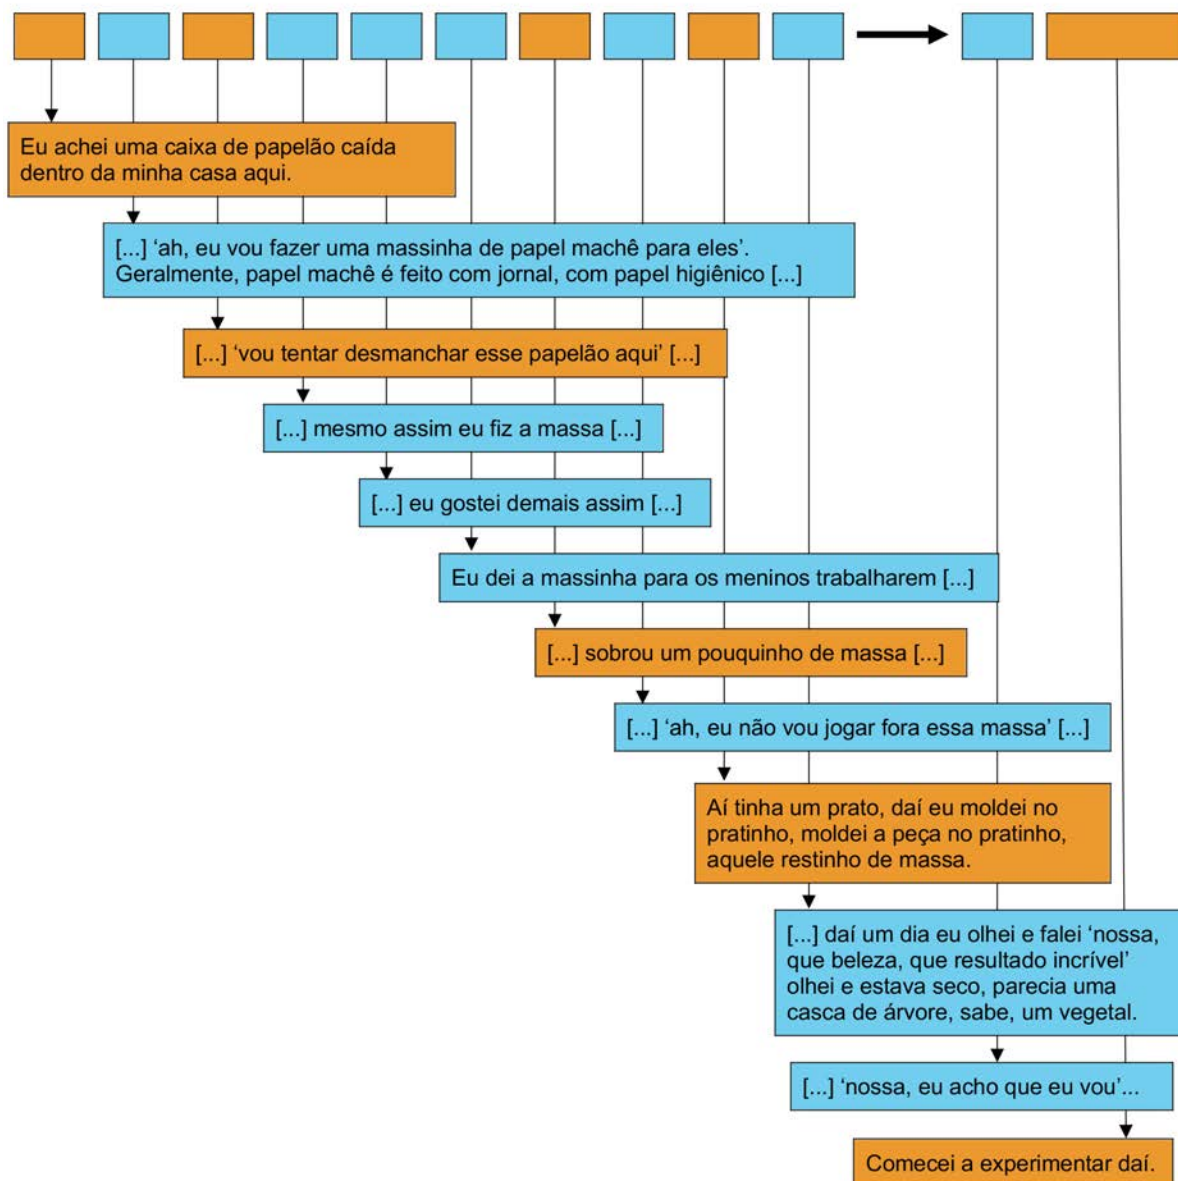 Eu achei uma caixa de papelão caída
dentro da minha casa aqui.
[...] ‘ah, eu vou fazer uma massinha de papel machê para eles’.
Geralmente, papel machê é feito com jornal, com papel higiênico [...]
[...] ‘vou tentar desmanchar esse papelão aqui’ [...]
[...] mesmo assim eu fiz a massa [...]
[...] eu gostei demais assim [...]
Eu dei a massinha para os meninos trabalharem [...]
[...] sobrou um pouquinho de massa [...]
[...] ‘ah, eu não vou jogar fora essa massa’ [...]
Aí tinha um prato, daí eu moldei no
pratinho, moldei a peça no pratinho,
aquele restinho de massa.
[...] daí um dia eu olhei e falei ‘nossa,
que beleza, que resultado incrível’
olhei e estava seco, parecia uma
casca de árvore, sabe, um vegetal.
[...] ‘nossa, eu acho que eu vou’...
Comecei a experimentar daí.